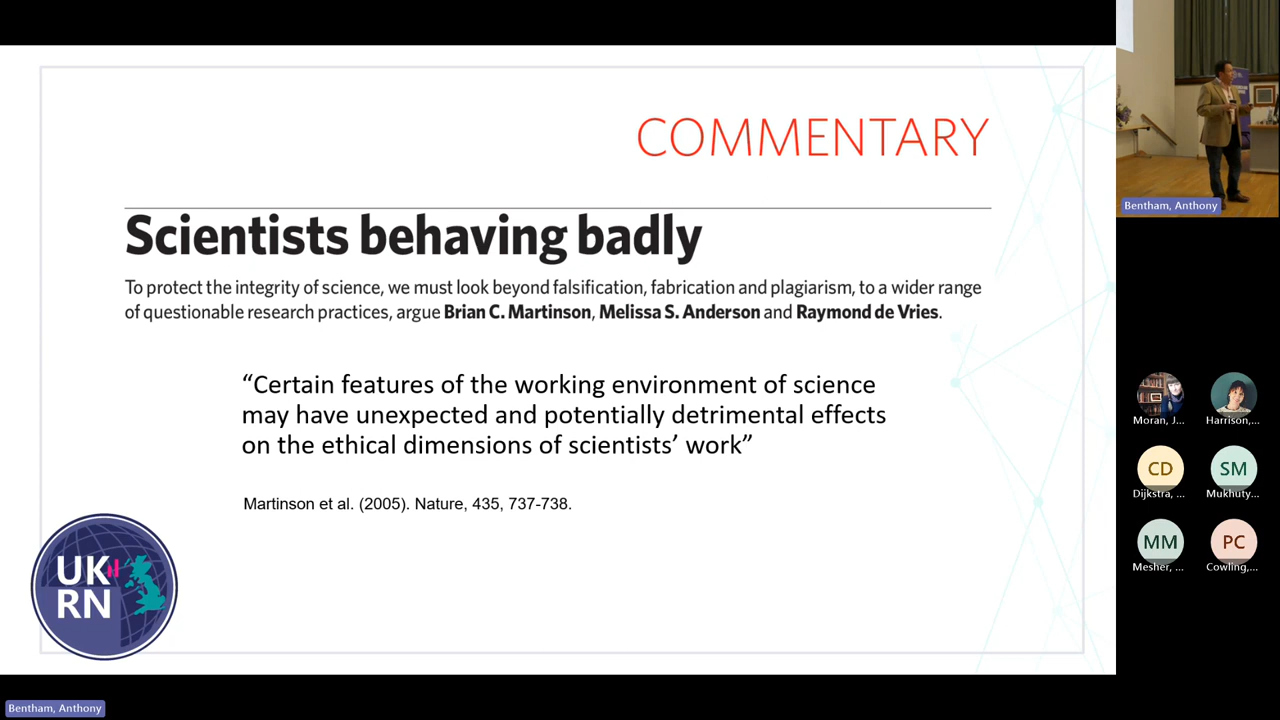 COMMENTARY
Scientists behaving badly
To protect the integrity of science, we must look beyond falsification, fabrication and plagiarism, to a wider range
of questionable research practices, argue Brian C. Martinson, Melissa S. Anderson and Raymond de Vries.
“Certain features of the working environment of science
may have unexpected and potentially detrimental effects
on the ethical dimensions of scientists’ work”
Martinson et al. (2005). Nature, 435, 737-738.
UK
RN
Bentham, Anthony
Bentham, Anthony
Moran, J...
Harrison,...
CD
SM
Dijkstra, ...
Mukhuty...
MM
PC
Mesher, ...
Cowling,...